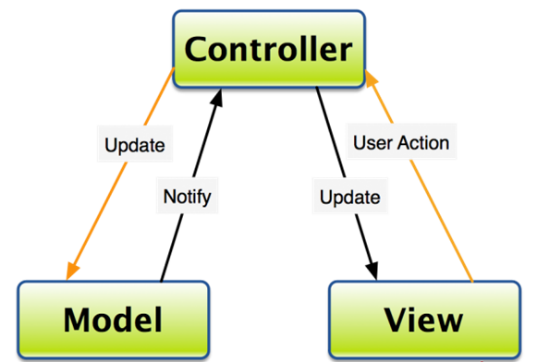 Controller
Update
User Action
Notify
Update
Model
View